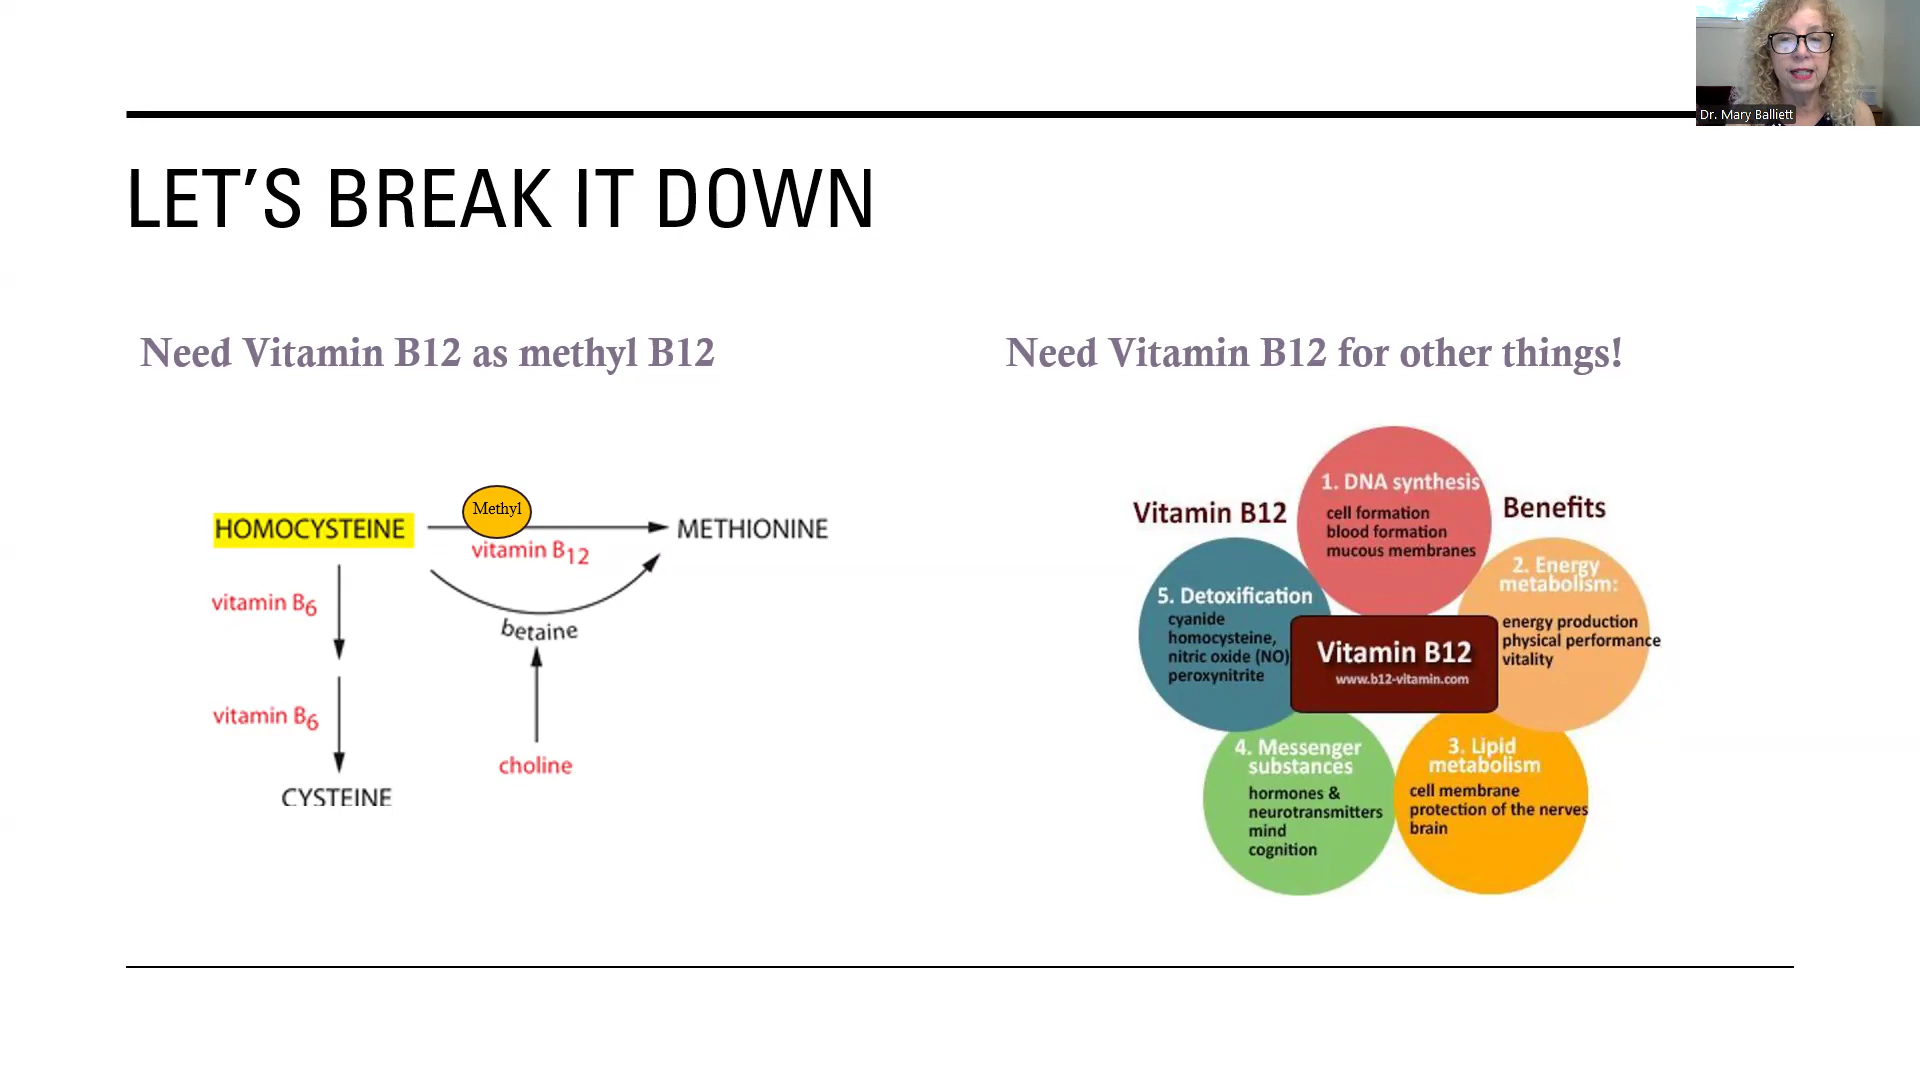 Dr. Mary Balliett
LET'S BREAK IT DOWN
Need Vitamin B12 as methyl B12
Methyl
HOMOCYSTEINE
METHIONINE
vitamin B12
vitamin B6
betaine
vitamin B6
choline
CYSTEINE
Need Vitamin B12 for other things!
Vitamin B12
Benefits
1. DNA synthesis
cell formation
blood formation
mucous membranes
2. Energy
metabolism:
energy production
physical performance
vitality
5. Detoxification
cyanide
homocysteine,
nitric oxide (NO)
peroxynitrite
Vitamin B12
www.b12-vitamin.com
4. Messenger
substances
hormones &
neurotransmitters
mind
cognition
3. Lipid
metabolism
cell membrane
protection of the nerves
brain